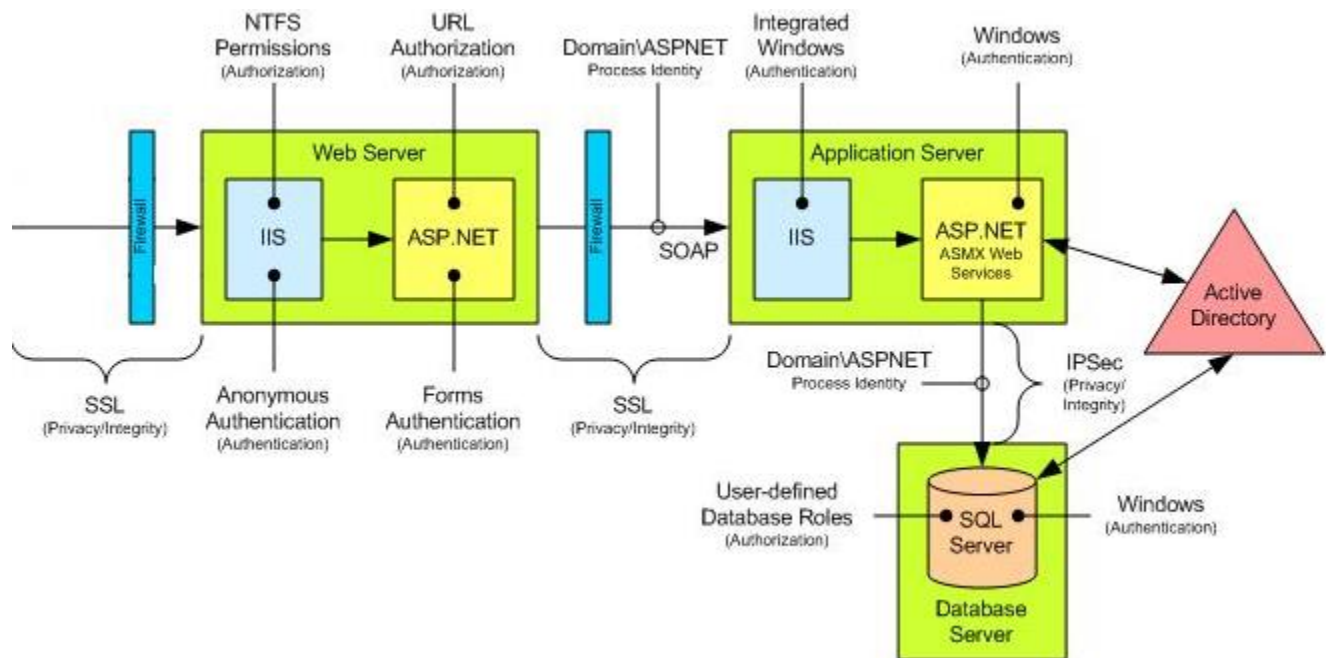 NTFS
Permissions
(Authorization)
URL
Authorization
(Authorization)
Domain\ASPNET
Process Identity
Integrated
Windows
(Authentication)
Windows
(Authentication)
Firewall
Web Server
IIS
ASP.NET
Firewall
SOAP
Application Server
IIS
ASP.NET
ASMX Web
Services
Active
Directory
SSL
(Privacy/Integrity)
Anonymous
Authentication
(Authentication)
Forms
Authentication
(Authentication)
SSL
(Privacy/Integrity)
Domain\ASPNET
Process Identity
IPSec
(Privacy/
Integrity)
User-defined
Database Roles
(Authorization)
SQL
Server
Windows
(Authentication)
Database
Server